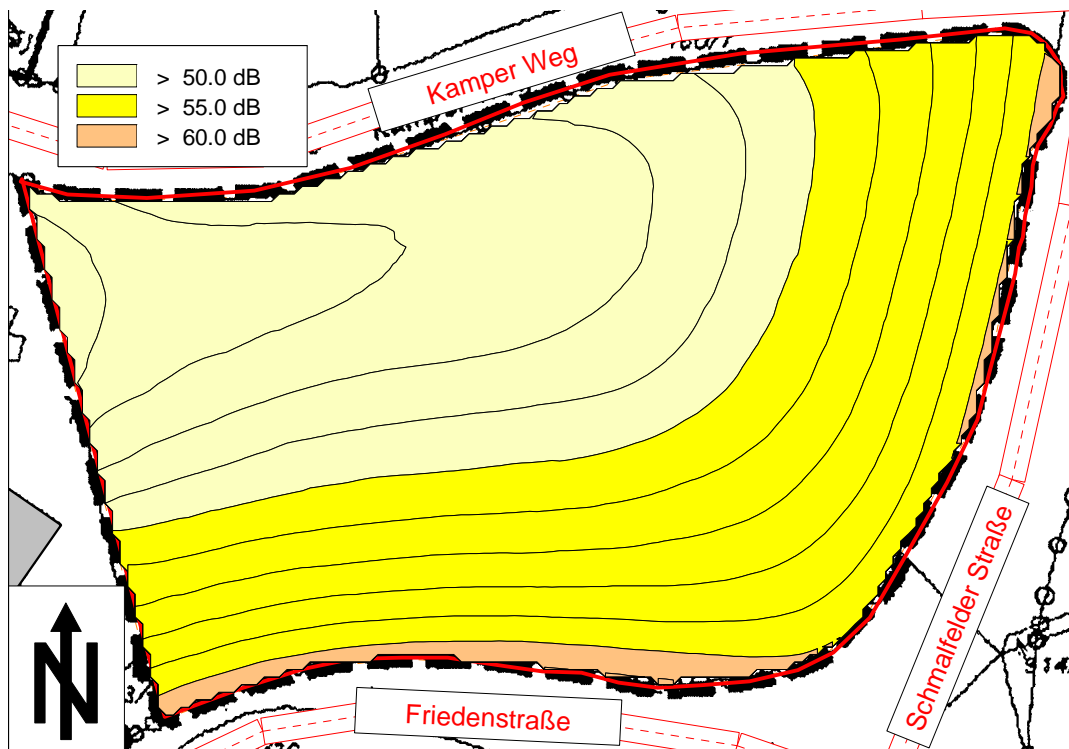 > 50.0 dB
> 55.0 dB
> 60.0 dB
Kamper Weg
Schmalfelder Straße
Friedenstraße
N